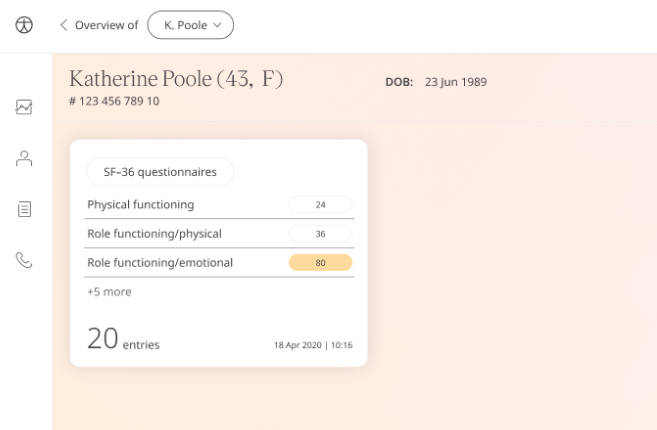 Overview of K. Poole
Katherine Poole (43, F)
DOB: 23 Jun 1989
# 123 456 789 10
SF–36 questionnaires
Physical functioning 24
Role functioning/physical 36
Role functioning/emotional 80
+5 more
20 entries
18 Apr 2020 | 10:16